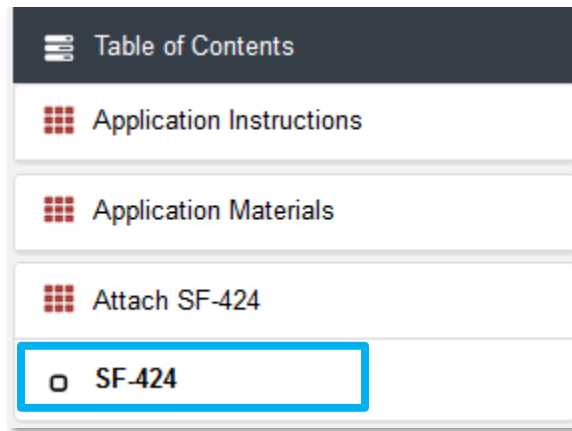 Table of Contents
Application Instructions
Application Materials
Attach SF-424
SF-424